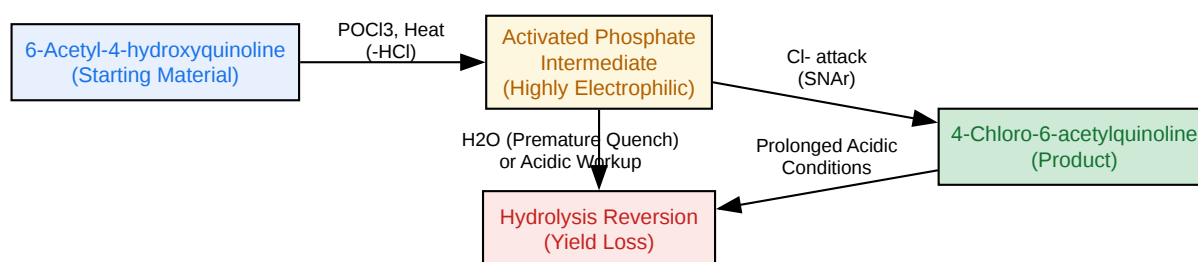 6-Acetyl-4-hydroxyquinoline
(Starting Material)
POCl3, Heat
(-HCl)
Activated Phosphate
Intermediate
(Highly Electrophilic)
Cl- attack
(SNAr)
4-Chloro-6-acetylquinoline
(Product)
H2O (Premature Quench)
or Acidic Workup
Prolonged Acidic
Conditions
Hydrolysis Reversion
(Yield Loss)